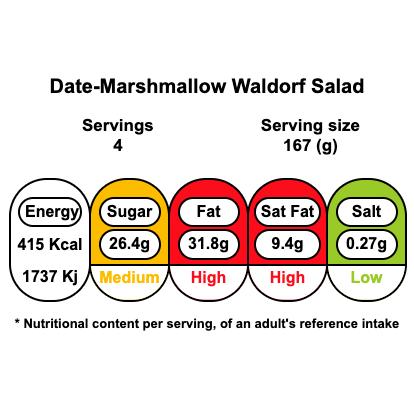 Date-Marshmallow Waldorf Salad
Servings Serving size
4 167 (g)
Energy Sugar Fat Sat Fat Salt
415 Kcal 26.4g 31.8g 9.4g 0.27g
1737 Kj Medium High High Low
* Nutritional content per serving, of an adult's reference intake